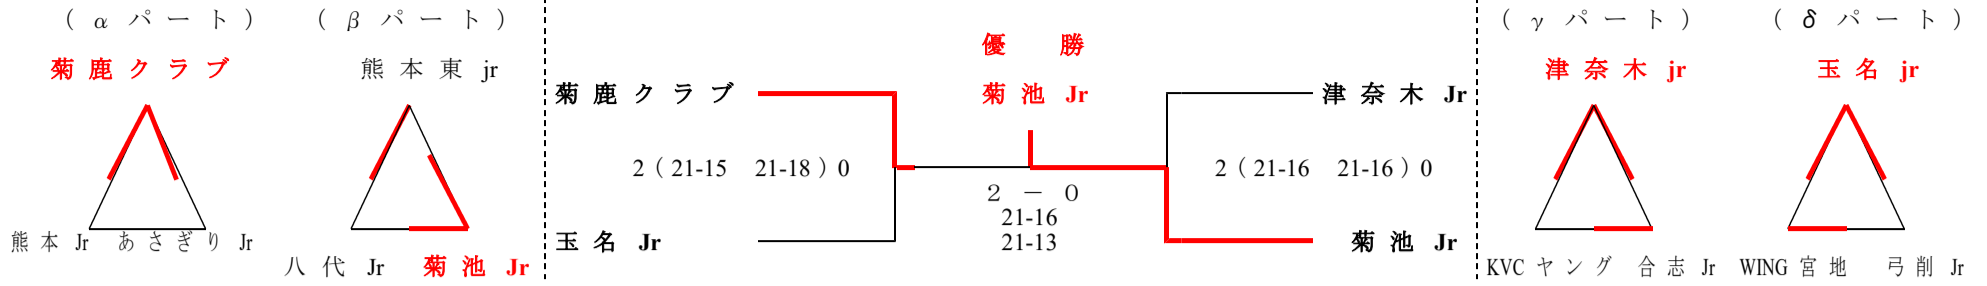 ( α パ ー ト )
菊 鹿 ク ラ ブ
熊 本 Jr あ さ ぎ り Jr
( β パ ー ト )
熊 本 東 jr
八 代 Jr 菊 池 Jr
優 勝
菊 池 Jr
菊 鹿 ク ラ ブ
2 ( 21-15 21-18 ) 0
玉 名 Jr
2 － 0
21-16
21-13
津 奈 木 Jr
2 ( 21-16 21-16 ) 0
菊 池 Jr
( γ パ ー ト )
津 奈 木 jr
KVC ヤ ン グ 合 志 Jr
( δ パ ー ト )
玉 名 jr
WING 宮 地 弓 削 Jr